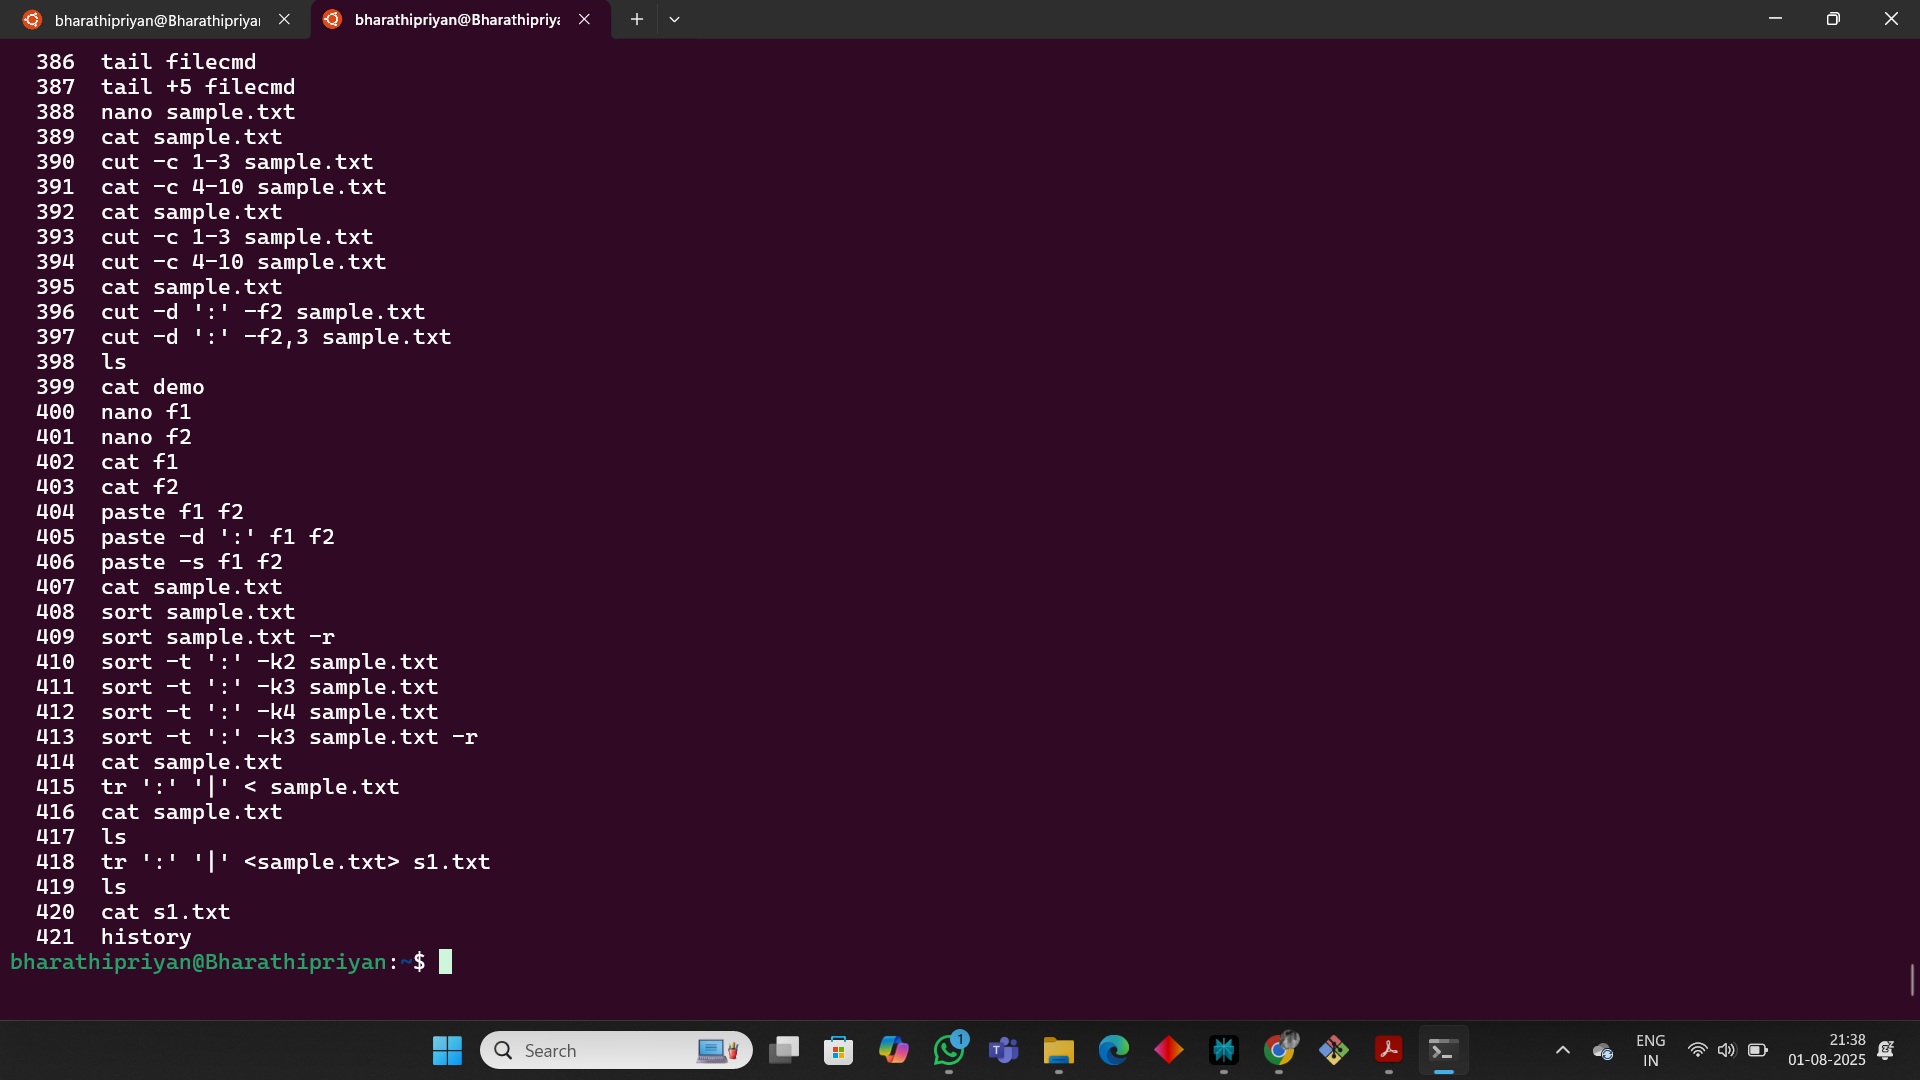 bharathipriyan@Bharathipriyan
bharathipriyan@Bharathipriya
386 tail filecmd
387 tail +5 filecmd
388 nano sample.txt
389 cat sample.txt
390 cut -c 1-3 sample.txt
391 cat -c 4-10 sample.txt
392 cat sample.txt
393 cut -c 1-3 sample.txt
394 cut -c 4-10 sample.txt
395 cat sample.txt
396 cut -d ':' -f2 sample.txt
397 cut -d ':' -f2,3 sample.txt
398 ls
399 cat demo
400 nano f1
401 nano f2
402 cat f1
403 cat f2
404 paste f1 f2
405 paste -d ':' f1 f2
406 paste -s f1 f2
407 cat sample.txt
408 sort sample.txt
409 sort sample.txt -r
410 sort -t ':' -k2 sample.txt
411 sort -t ':' -k3 sample.txt
412 sort -t ':' -k4 sample.txt
413 sort -t ':' -k3 sample.txt -r
414 cat sample.txt
415 tr ':' '|' < sample.txt
416 cat sample.txt
417 ls
418 tr ':' '|' <sample.txt> s1.txt
419 ls
420 cat s1.txt
421 history
bharathipriyan@Bharathipriyan:~$
Search
1
ENG
IN
21:38
01-08-2025